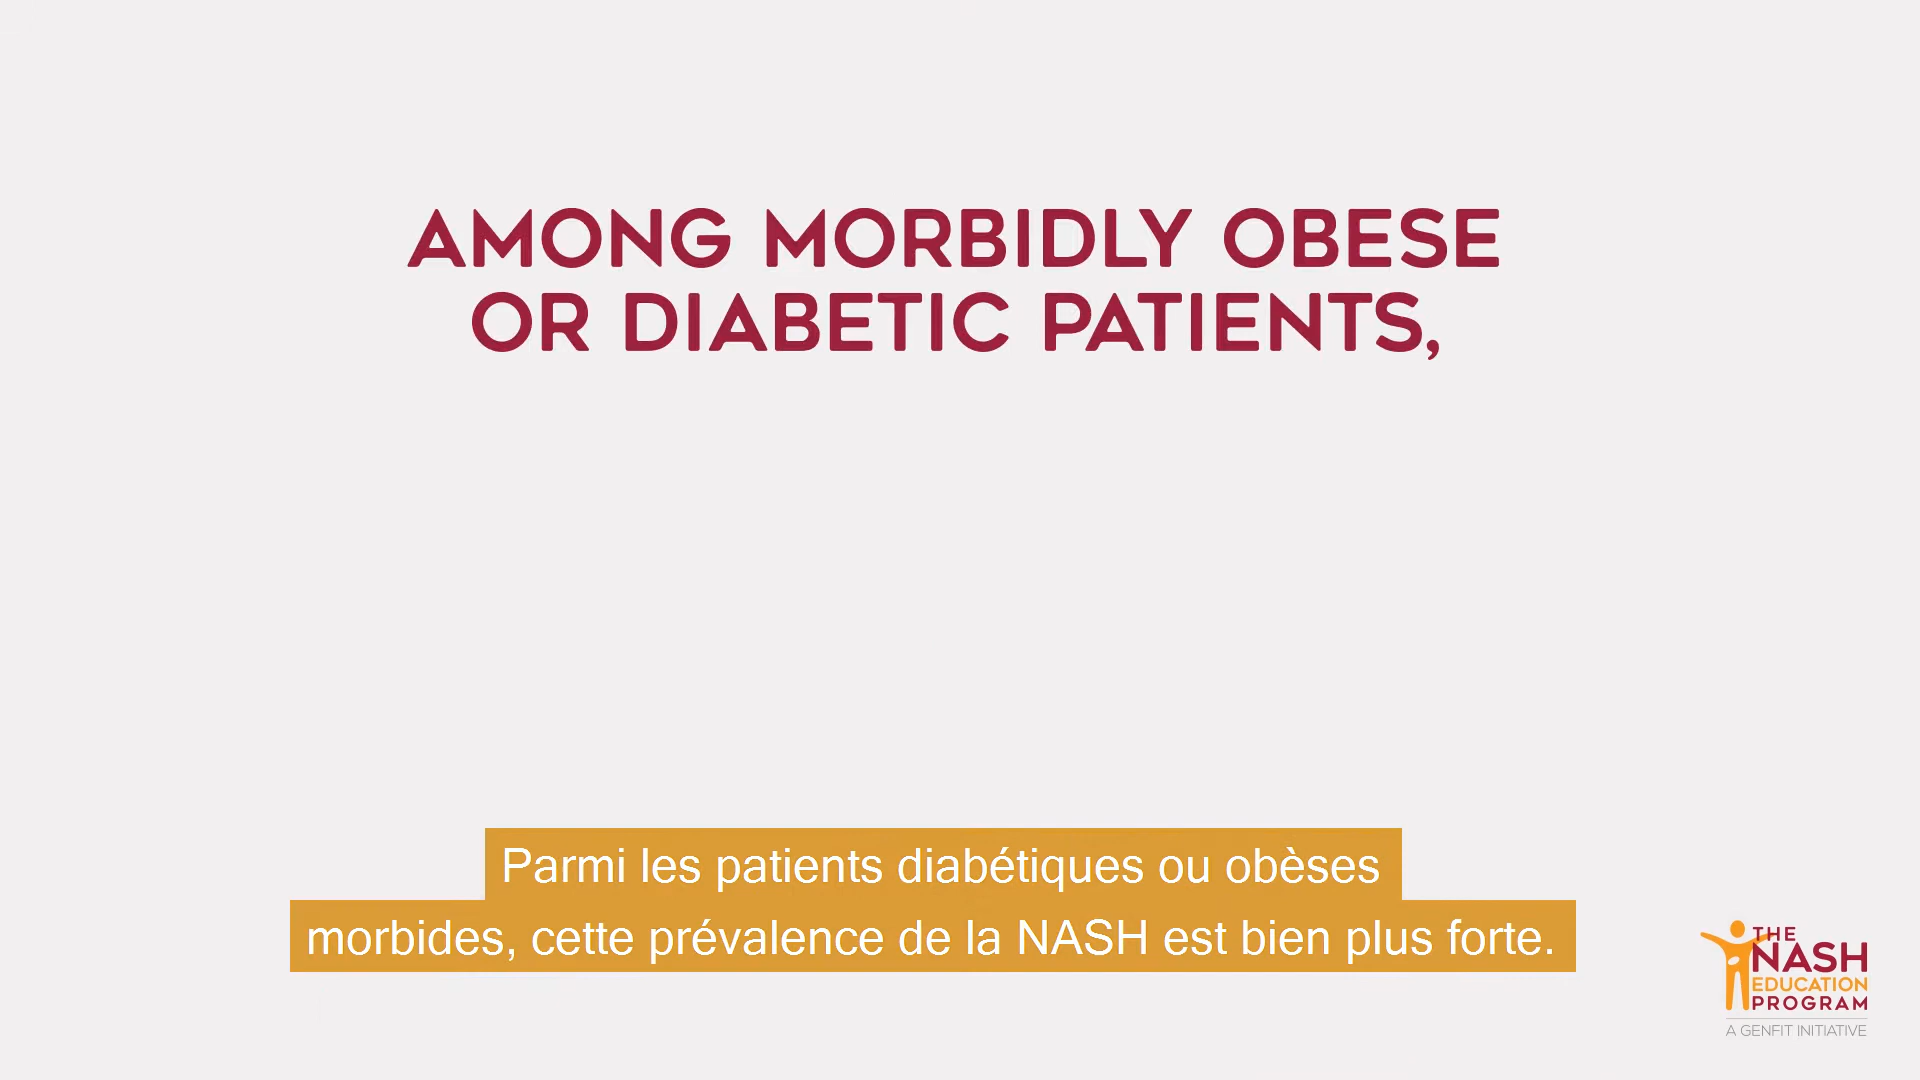 AMONG MORBIDLY OBESE
OR DIABETIC PATIENTS,
Parmi les patients diabétiques ou obèses
morbides, cette prévalence de la NASH est bien plus forte.
THE
NASH
EDUCATION
PROGRAM
A GENFIT INITIATIVE